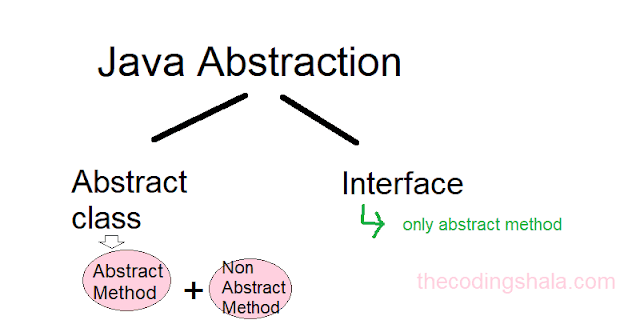 Java Abstraction
Abstract
class
Interface
only abstract method
Abstract
Method
+
Non
Abstract
Method
thecodingshala.com